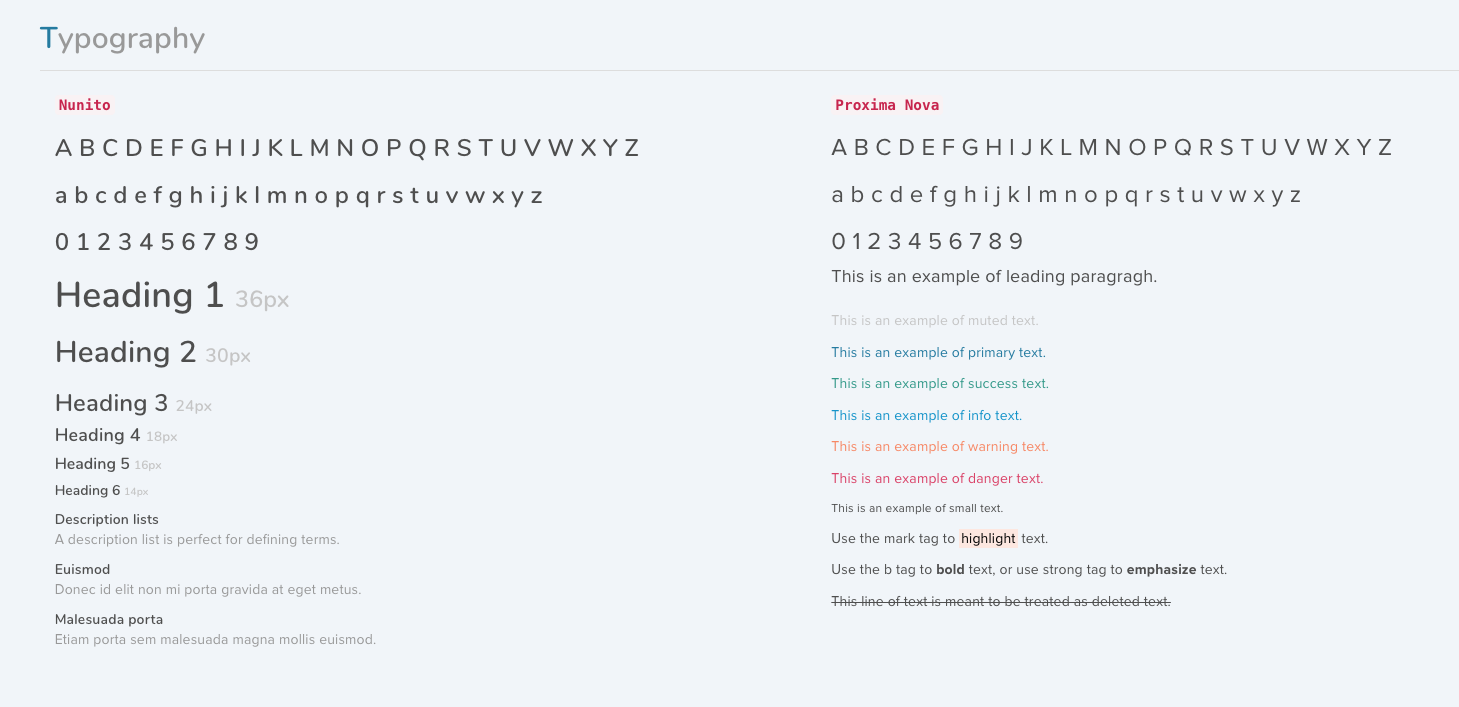 Typography
Nunito
A B C D E F G H I J K L M N O P Q R S T U V W X Y Z
a b c d e f g h i j k l m n o p q r s t u v w x y z
0 1 2 3 4 5 6 7 8 9
Heading 1 36px
Heading 2 30px
Heading 3 24px
Heading 4 18px
Heading 5 16px
Heading 6 14px
Description lists
A description list is perfect for defining terms.
Euismod
Donec id elit non mi porta gravida at eget metus.
Malesuada porta
Etiam porta sem malesuada magna mollis euismod.
Proxima Nova
A B C D E F G H I J K L M N O P Q R S T U V W X Y Z
a b c d e f g h i j k l m n o p q r s t u v w x y z
0 1 2 3 4 5 6 7 8 9
This is an example of leading paragragh.
This is an example of muted text.
This is an example of primary text.
This is an example of success text.
This is an example of info text.
This is an example of warning text.
This is an example of danger text.
This is an example of small text.
Use the mark tag to highlight text.
Use the b tag to bold text, or use strong tag to emphasize text.
This line of text is meant to be treated as deleted text.